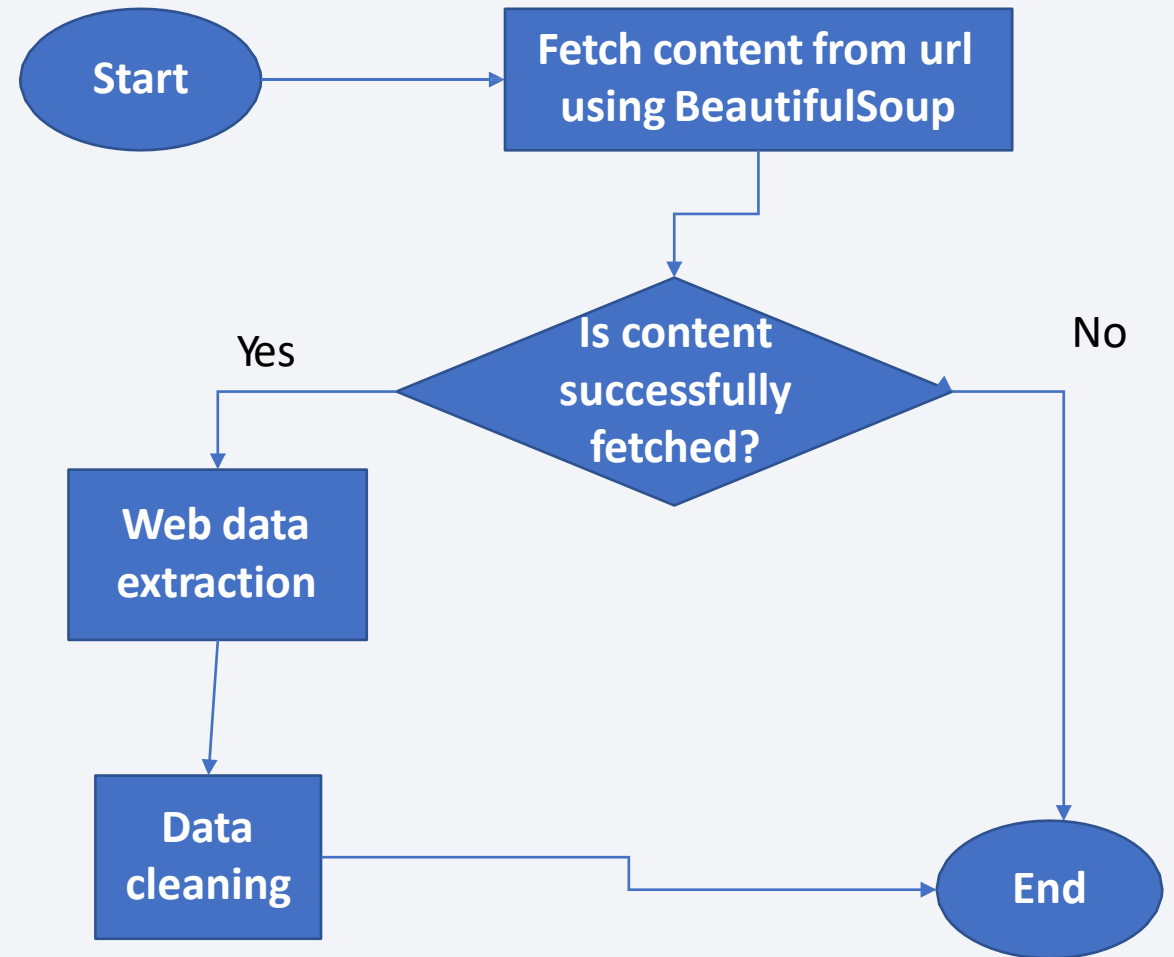 Start
Fetch content from url
using BeautifulSoup
Is content
successfully
fetched?
Yes
No
Web data
extraction
Data
cleaning
End